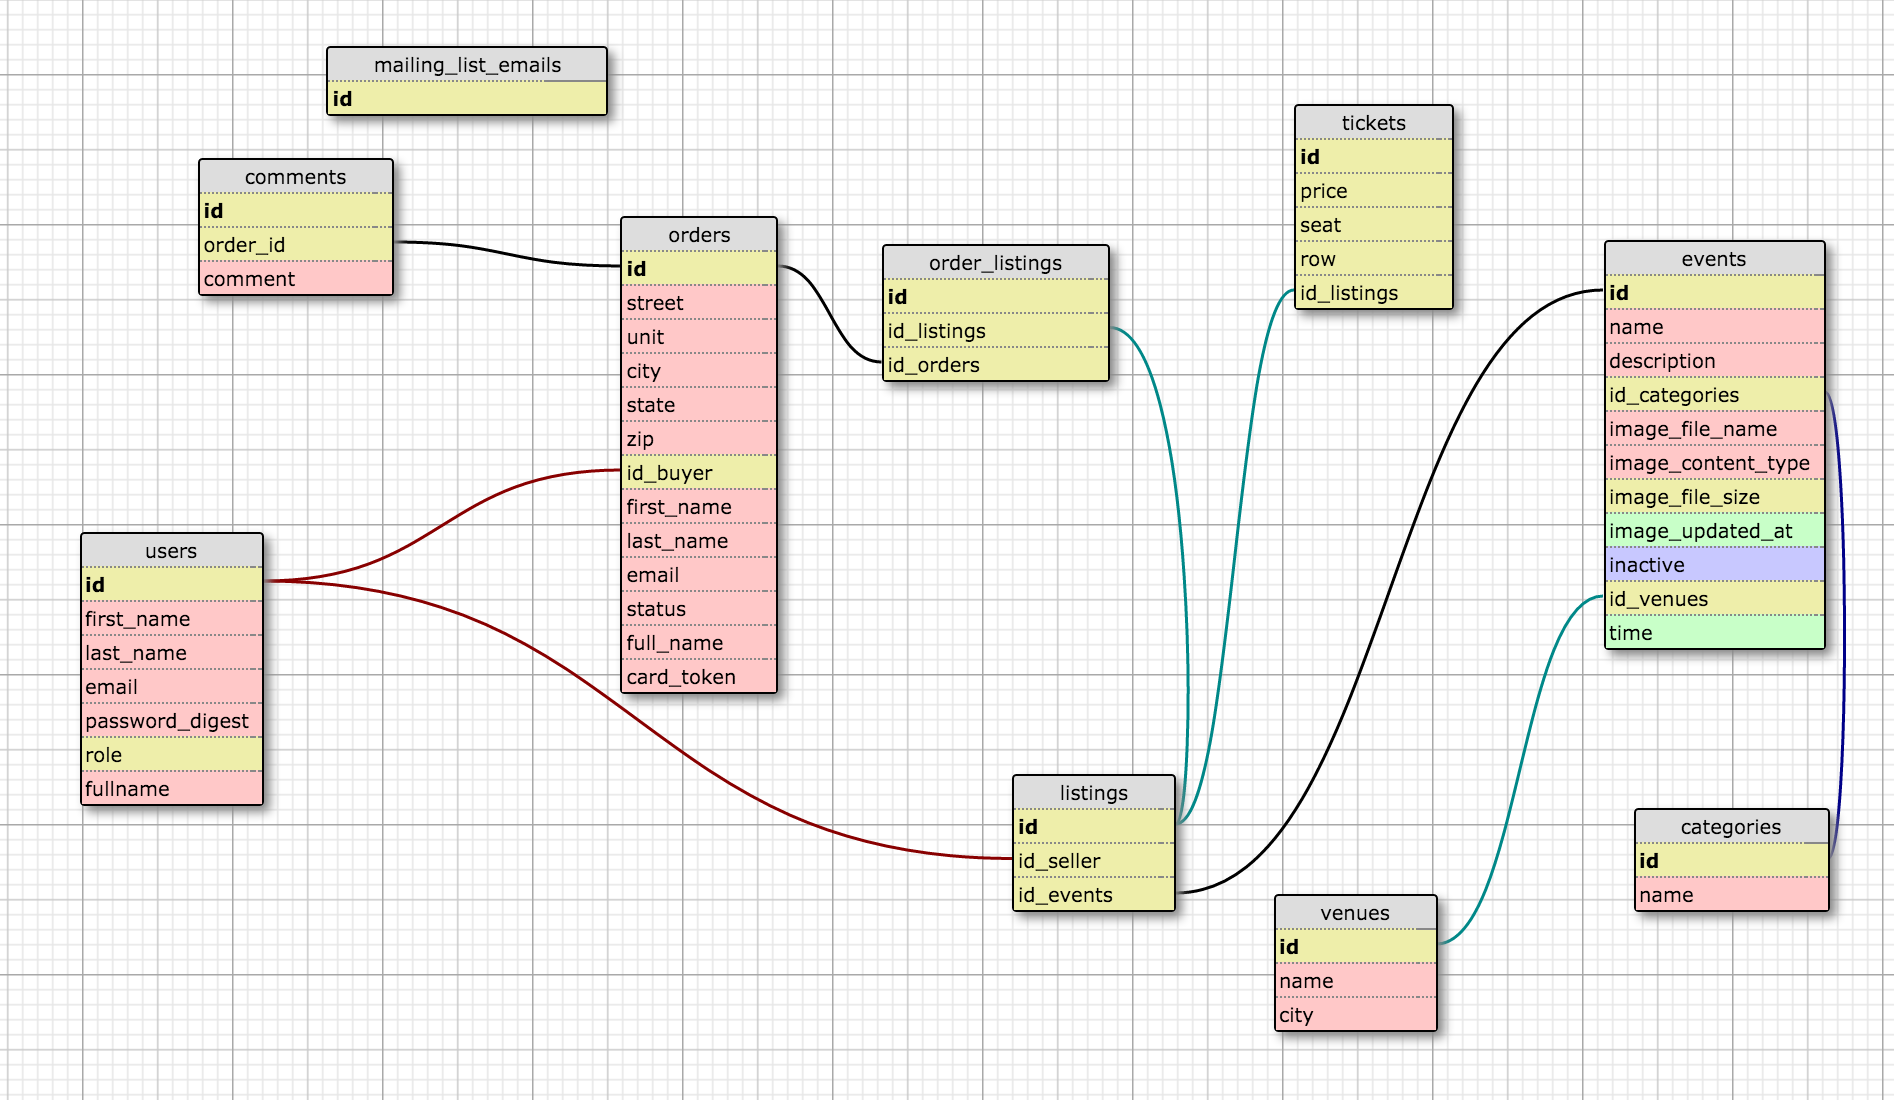 mailing_list_emails
id
comments
id
order_id
comment
orders
id
street
unit
city
state
zip
id_buyer
first_name
last_name
email
status
full_name
card_token
order_listings
id
id_listings
id_orders
tickets
id
price
seat
row
id_listings
events
id
name
description
id_categories
image_file_name
image_content_type
image_file_size
image_updated_at
inactive
id_venues
time
users
id
first_name
last_name
email
password_digest
role
fullname
listings
id
id_seller
id_events
venues
id
name
city
categories
id
name